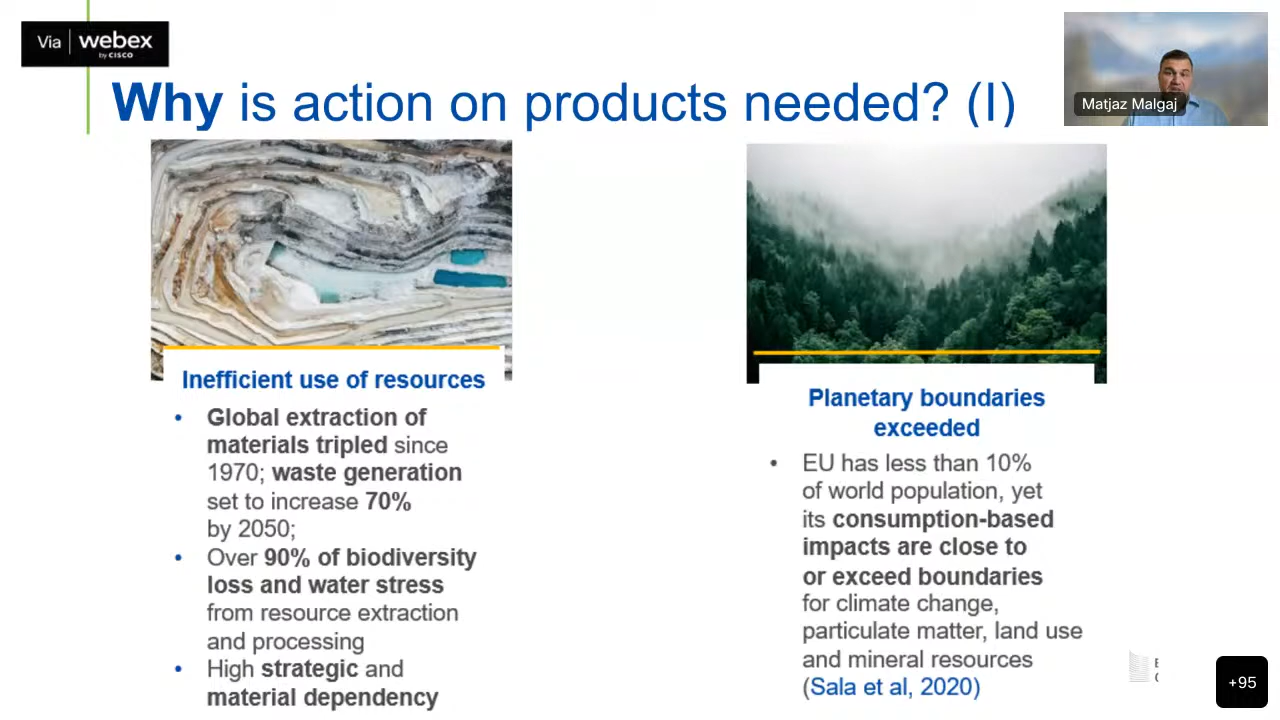 Via webex
by CISCO
Why is action on products needed? (I)
Matjaz Malgaj
Inefficient use of resources
• Global extraction of
materials tripled since
1970; waste generation
set to increase 70%
by 2050;
• Over 90% of biodiversity
loss and water stress
from resource extraction
and processing
• High strategic and
material dependency
Planetary boundaries
exceeded
• EU has less than 10%
of world population, yet
its consumption-based
impacts are close to
or exceed boundaries
for climate change,
particulate matter, land use
and mineral resources
(Sala et al, 2020)
+95